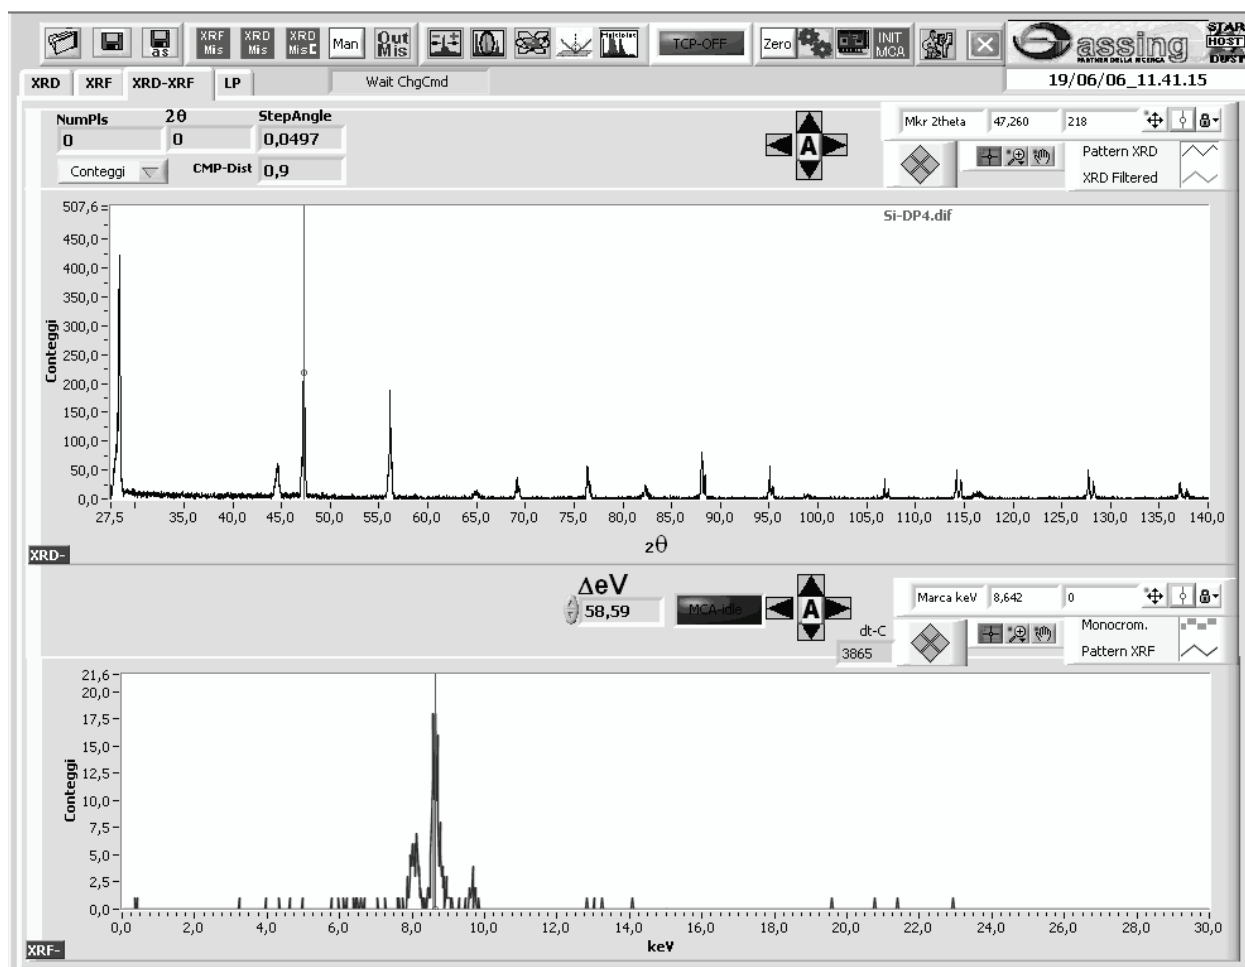 XRF Mis XRD Mis XRD MisC Man Out Mis Multiplot TCP-OFF Zero INIT MCA
as
assing
PARTNER DELLA RICERCA
START
HOST
DUST
XRD XRF XRD-XRF LP Wait ChgCmd 19/06/06_11.41.15
NumPls 2θ StepAngle
0 0 0,0497
Conteggi CMP-Dist 0,9
A
Mkr 2theta 47,260 218
Pattern XRD
XRD Filtered
Si-DP4.dif
507,6
450,0
400,0
350,0
300,0
250,0
200,0
150,0
100,0
50,0
0,0
Conteggi
27,5 35,0 40,0 45,0 50,0 55,0 60,0 65,0 70,0 75,0 80,0 85,0 90,0 95,0 100,0 105,0 110,0 115,0 120,0 125,0 130,0 135,0 140,0
2θ
XRD-
ΔeV
58,59 MCA-idle A
dt-C
3865
Marca keV 8,642 0
Monocrom.
Pattern XRF
21,6
20,0
17,5
15,0
12,5
10,0
7,5
5,0
2,5
0,0
Conteggi
0,0 2,0 4,0 6,0 8,0 10,0 12,0 14,0 16,0 18,0 20,0 22,0 24,0 26,0 28,0 30,0
keV
XRF-